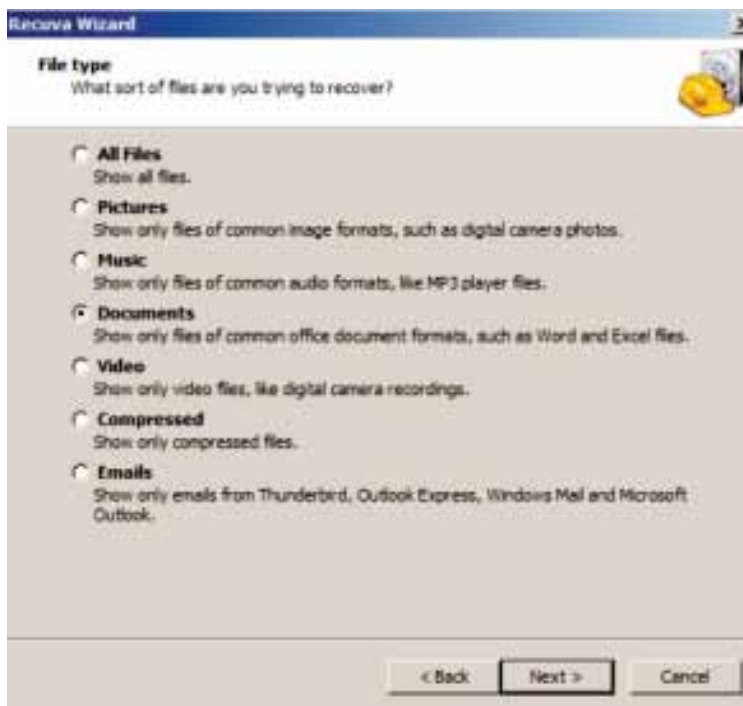 Recuva Wizard
File type
What sort of files are you trying to recover?
All Files
Show all files.
Pictures
Show only files of common image formats, such as digital camera photos.
Music
Show only files of common audio formats, like MP3 player files.
Documents
Show only files of common office document formats, such as Word and Excel files.
Video
Show only video files, like digital camera recordings.
Compressed
Show only compressed files.
Emails
Show only emails from Thunderbird, Outlook Express, Windows Mail and Microsoft
Outlook.
< Back
Next >
Cancel